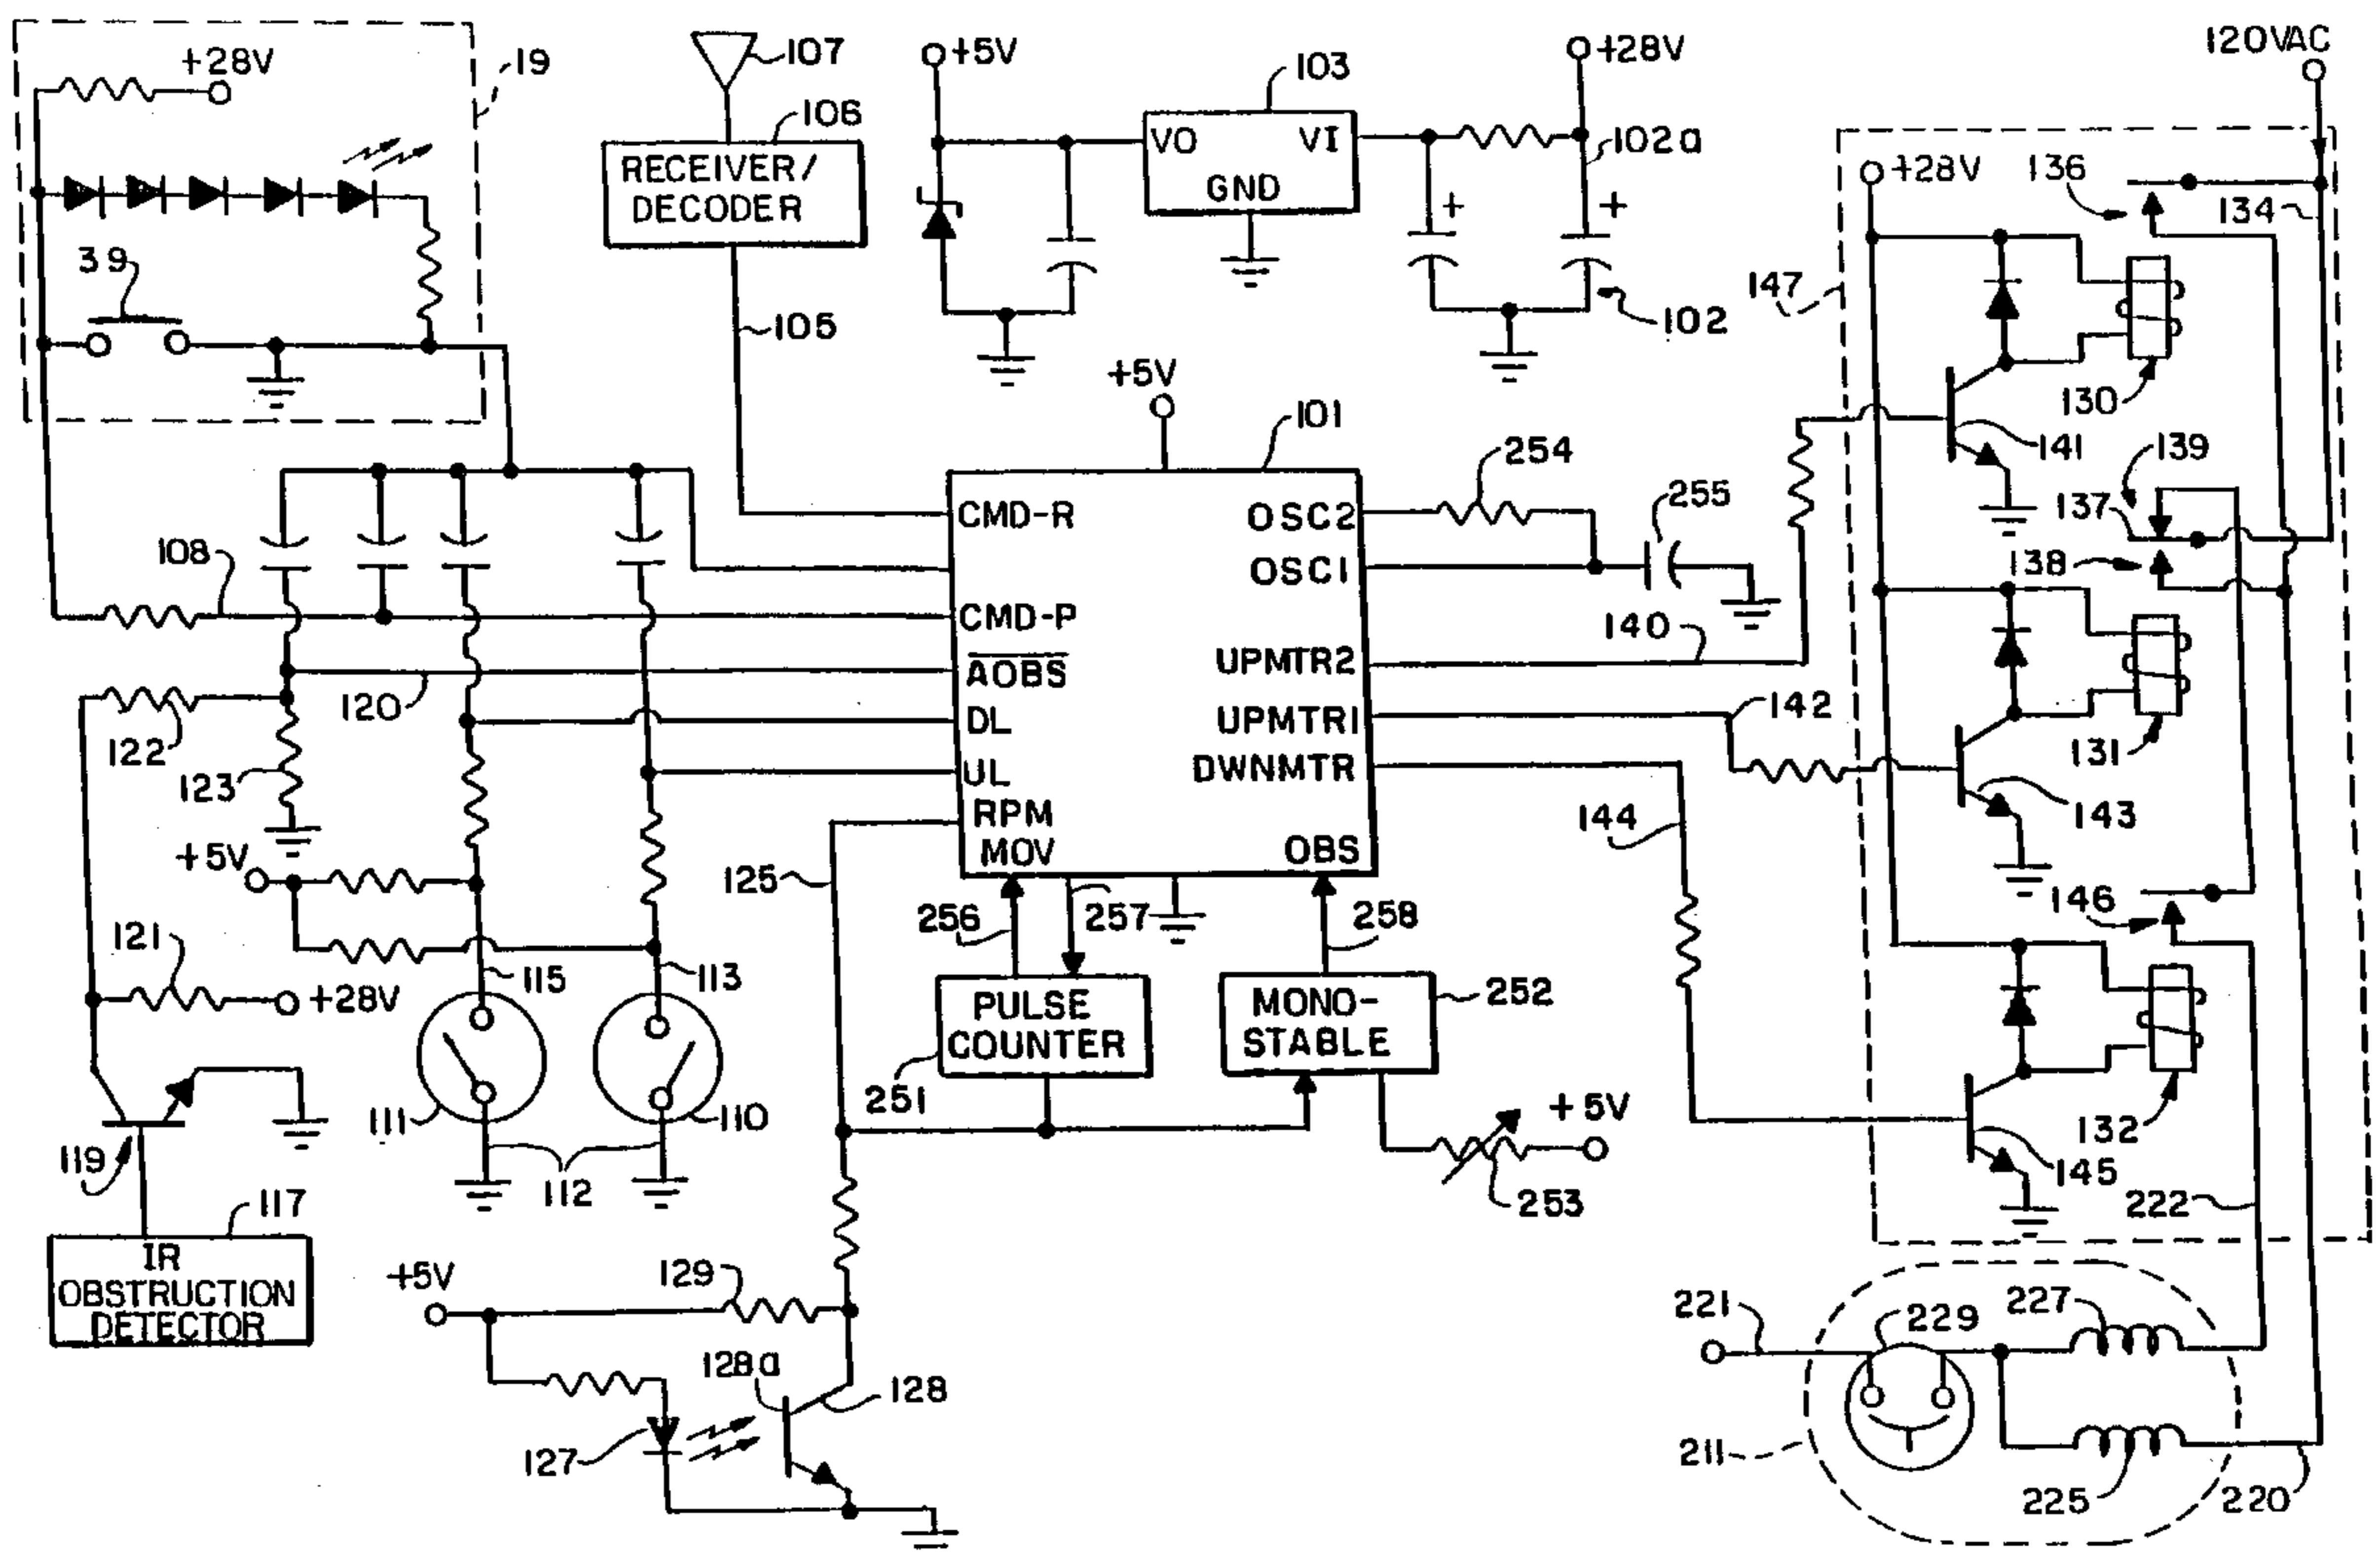 +28V
19
39
107
106
RECEIVER/
DECODER
105
+5V
103
VO
VI
GND
+28V
102a
102
120VAC
+28V
136
134
147
130
141
139
137
138
131
143
146
132
145
222
+5V
101
CMD-R
CMD-P
AOBS
DL
UL
RPM
MOV
OSC2
OSC1
UPMTR2
UPMTR1
DWNMTR
OBS
254
255
140
142
144
108
120
122
123
+5V
121
+28V
115
113
111
110
112
119
117
IR
OBSTRUCTION
DETECTOR
125
256
257
258
PULSE
COUNTER
251
MONO-
STABLE
252
+5V
253
+5V
129
128a
128
127
221
229
227
211
225
220